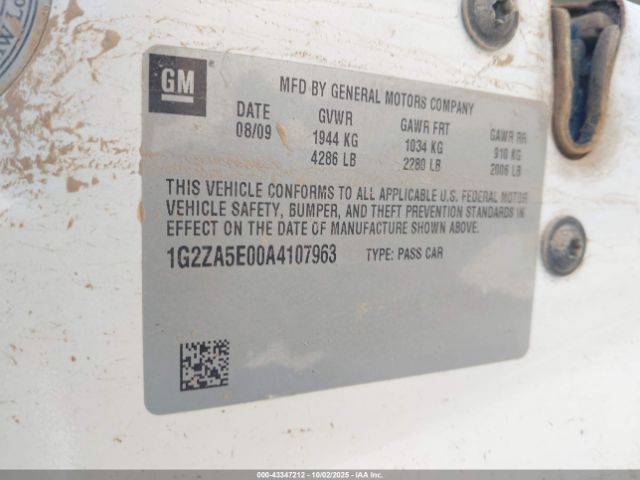 GM
MFD BY GENERAL MOTORS COMPANY
DATE GVWR GAWR FRT GAWR RR
08/09 1944 KG 1034 KG 910 KG
4286 LB 2280 LB 2006 LB
THIS VEHICLE CONFORMS TO ALL APPLICABLE U.S. FEDERAL MOTOR
VEHICLE SAFETY, BUMPER, AND THEFT PREVENTION STANDARDS IN
EFFECT ON THE DATE OF MANUFACTURE SHOWN ABOVE.
1G2ZA5E00A4107963 TYPE: PASS CAR
000-43347212 - 10/02/2025 - IAAI, Inc.